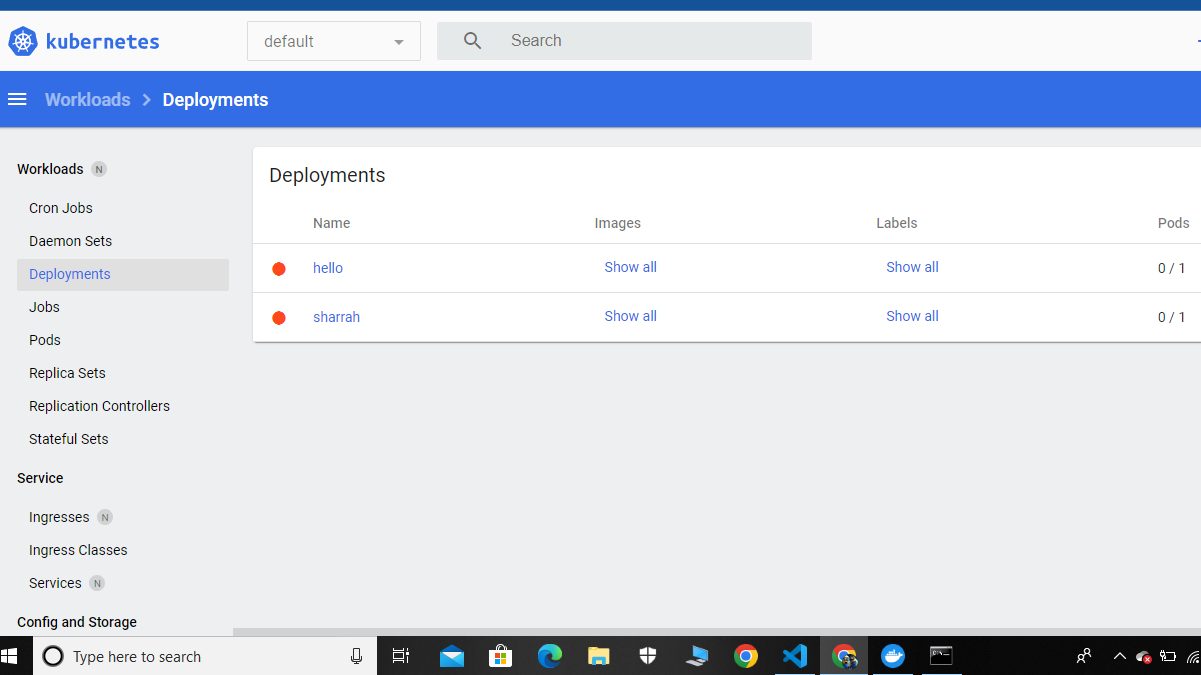 kubernetes
default
Search
Workloads > Deployments
Workloads N
Cron Jobs
Daemon Sets
Deployments
Jobs
Pods
Replica Sets
Replication Controllers
Stateful Sets
Service
Ingresses N
Ingress Classes
Services N
Config and Storage
Deployments
Name Images Labels Pods
hello Show all Show all 0 / 1
sharrah Show all Show all 0 / 1
Type here to search